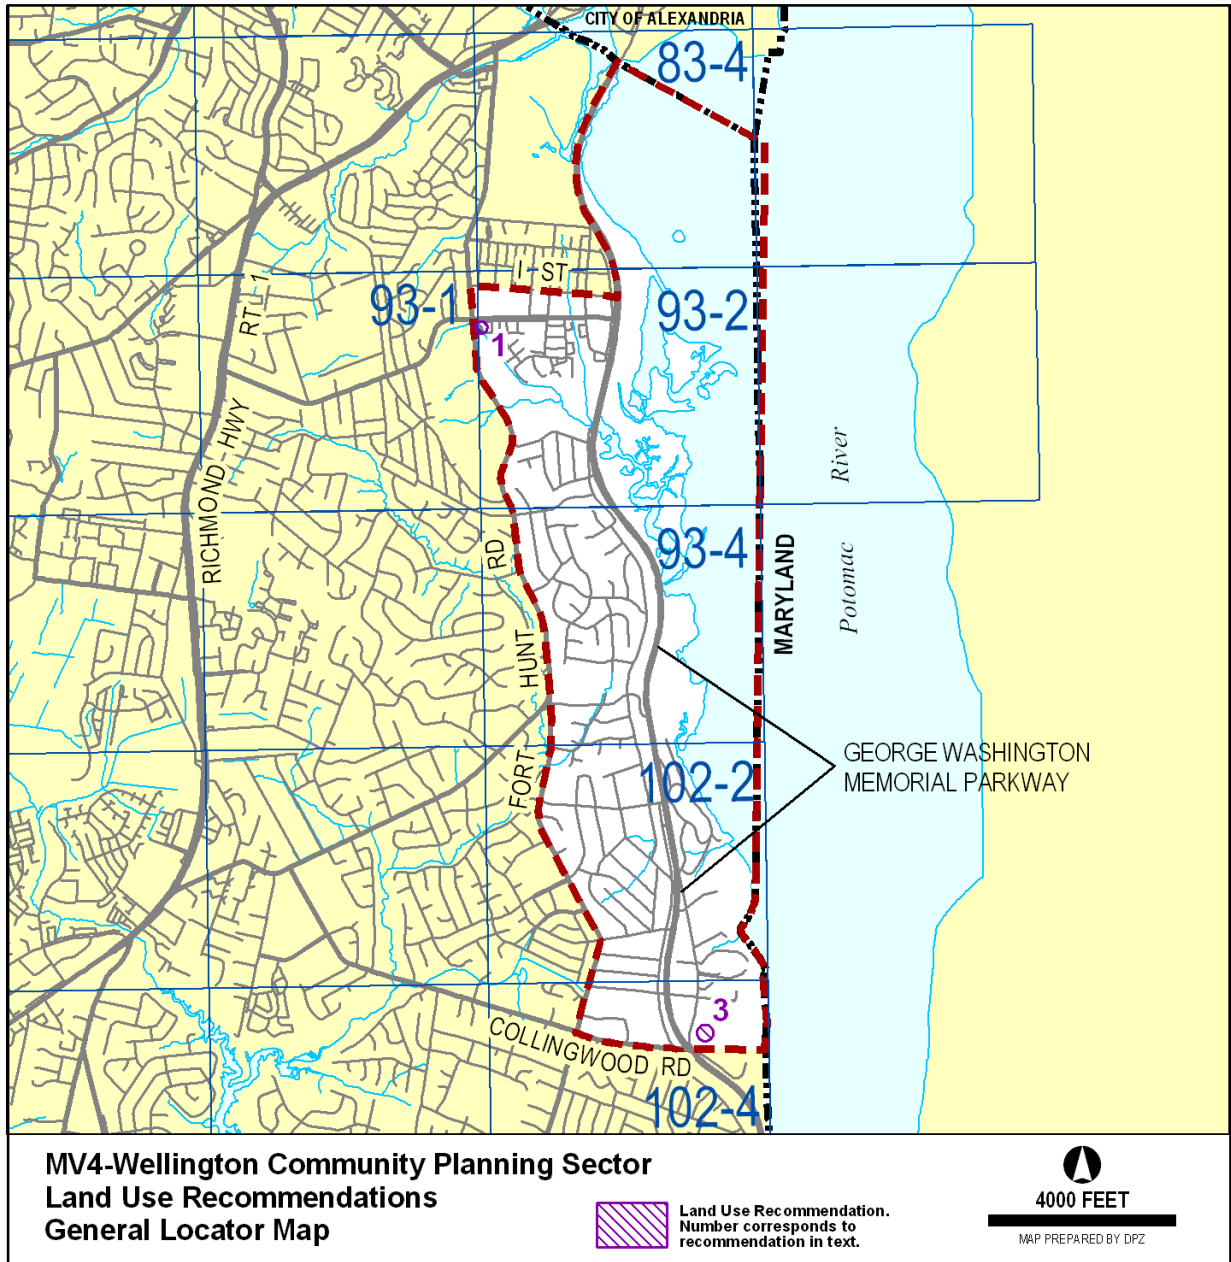 CITY OF ALEXANDRIA
83-4
I ST
93-1
93-2
RT 1
1
RICHMOND HWY
River
Potomac
93-4
MARYLAND
FORT HUNT RD
GEORGE WASHINGTON
MEMORIAL PARKWAY
102-2
3
COLLINGWOOD RD
102-4
MV4-Wellington Community Planning Sector
Land Use Recommendations
General Locator Map
Land Use Recommendation.
Number corresponds to
recommendation in text.
4000 FEET
MAP PREPARED BY DPZ